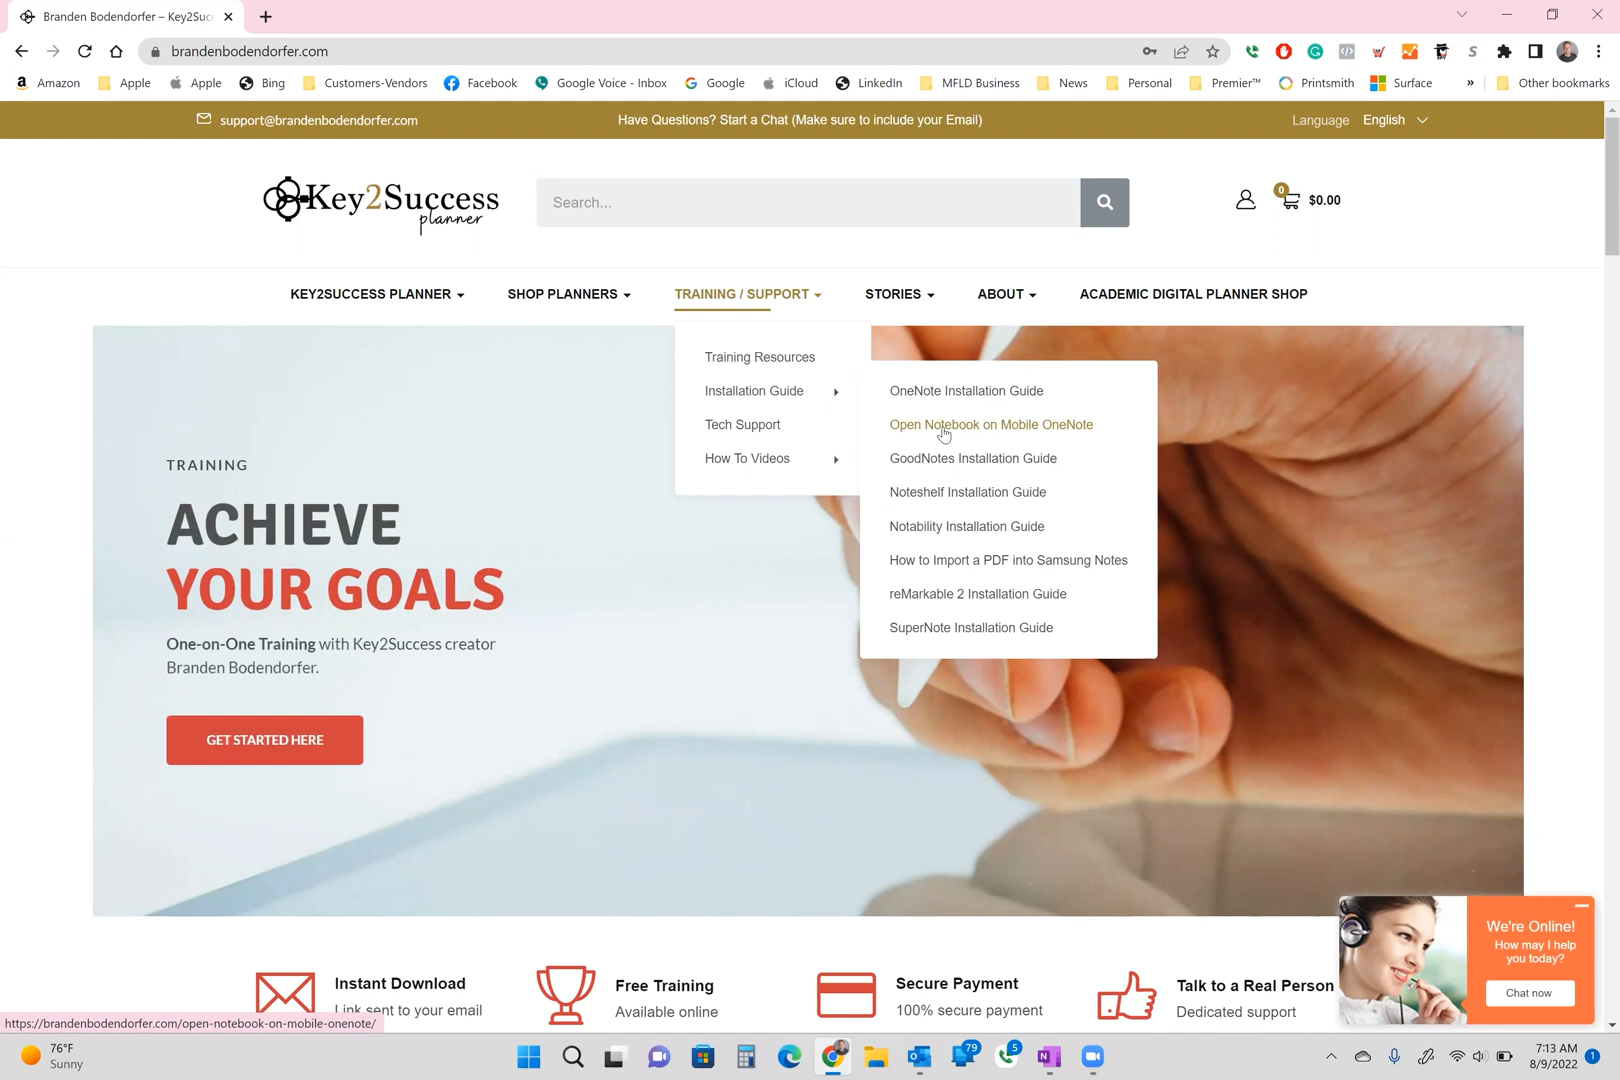 Branden Bodendorfer – Key2Succ
brandenbodendorfer.com
Amazon Apple Apple Bing Customers-Vendors Facebook Google Voice - Inbox Google iCloud LinkedIn MFLD Business News Personal Premier™ Printsmith Surface » Other bookmarks
support@brandenbodendorfer.com
Have Questions? Start a Chat (Make sure to include your Email)
Language English
Key2Success
planner
Search...
0
$0.00
KEY2SUCCESS PLANNER SHOP PLANNERS TRAINING / SUPPORT STORIES ABOUT ACADEMIC DIGITAL PLANNER SHOP
Training Resources
Installation Guide
Tech Support
How To Videos
OneNote Installation Guide
Open Notebook on Mobile OneNote
GoodNotes Installation Guide
Noteshelf Installation Guide
Notability Installation Guide
How to Import a PDF into Samsung Notes
reMarkable 2 Installation Guide
SuperNote Installation Guide
TRAINING
ACHIEVE
YOUR GOALS
One-on-One Training with Key2Success creator
Branden Bodendorfer.
GET STARTED HERE
We're Online!
How may I help
you today?
Chat now
Instant Download
Link sent to your email
Free Training
Available online
Secure Payment
100% secure payment
Talk to a Real Person
Dedicated support
https://brandenbodendorfer.com/open-notebook-on-mobile-onenote/
76°F
Sunny
79
5
7:13 AM
8/9/2022
1